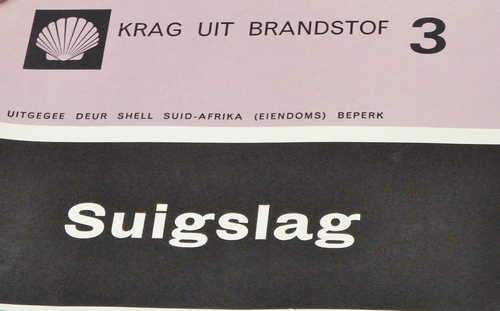 KRAG UIT BRANDSTOF 3
UITGEGEE DEUR SHELL SUID-AFRIKA (EIENDOMS) BEPERK
Suigslag